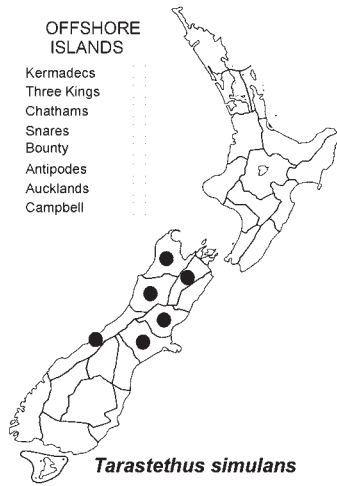 OFFSHORE
ISLANDS
Kermadecs
Three Kings
Chathams
Snares
Bounty
Antipodes
Aucklands
Campbell
Tarastethus simulans